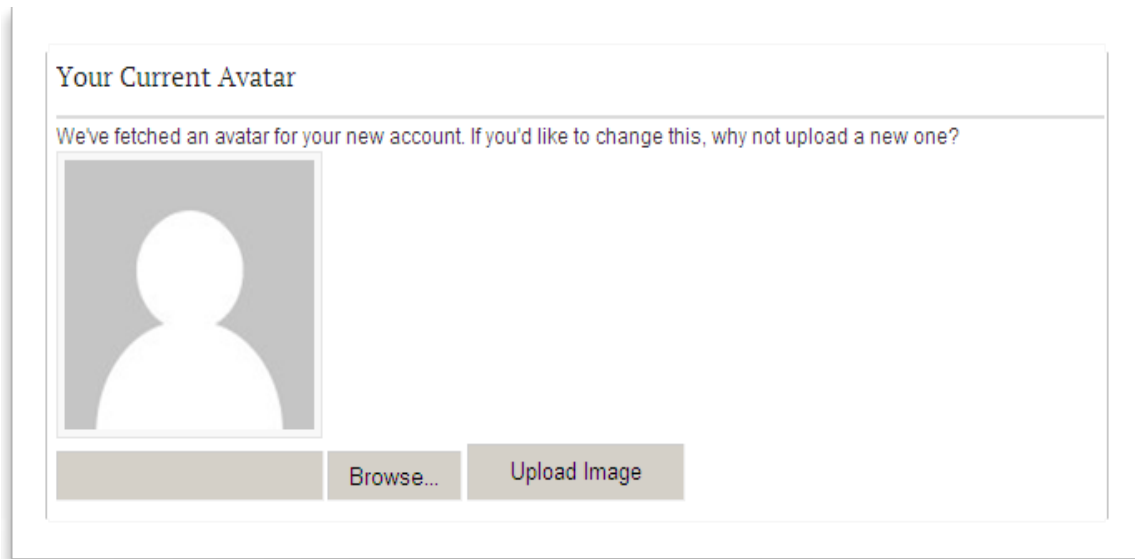 Your Current Avatar
We've fetched an avatar for your new account. If you'd like to change this, why not upload a new one?
Browse...
Upload Image